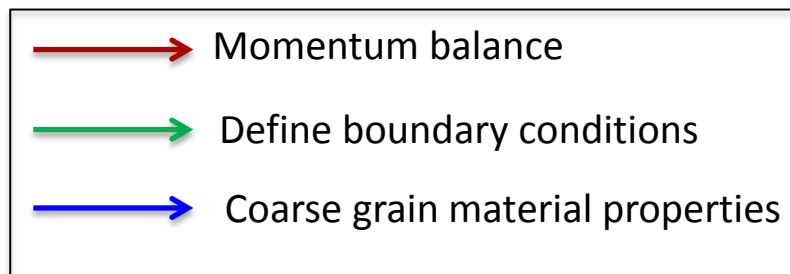 Momentum balance
Define boundary conditions
Coarse grain material properties